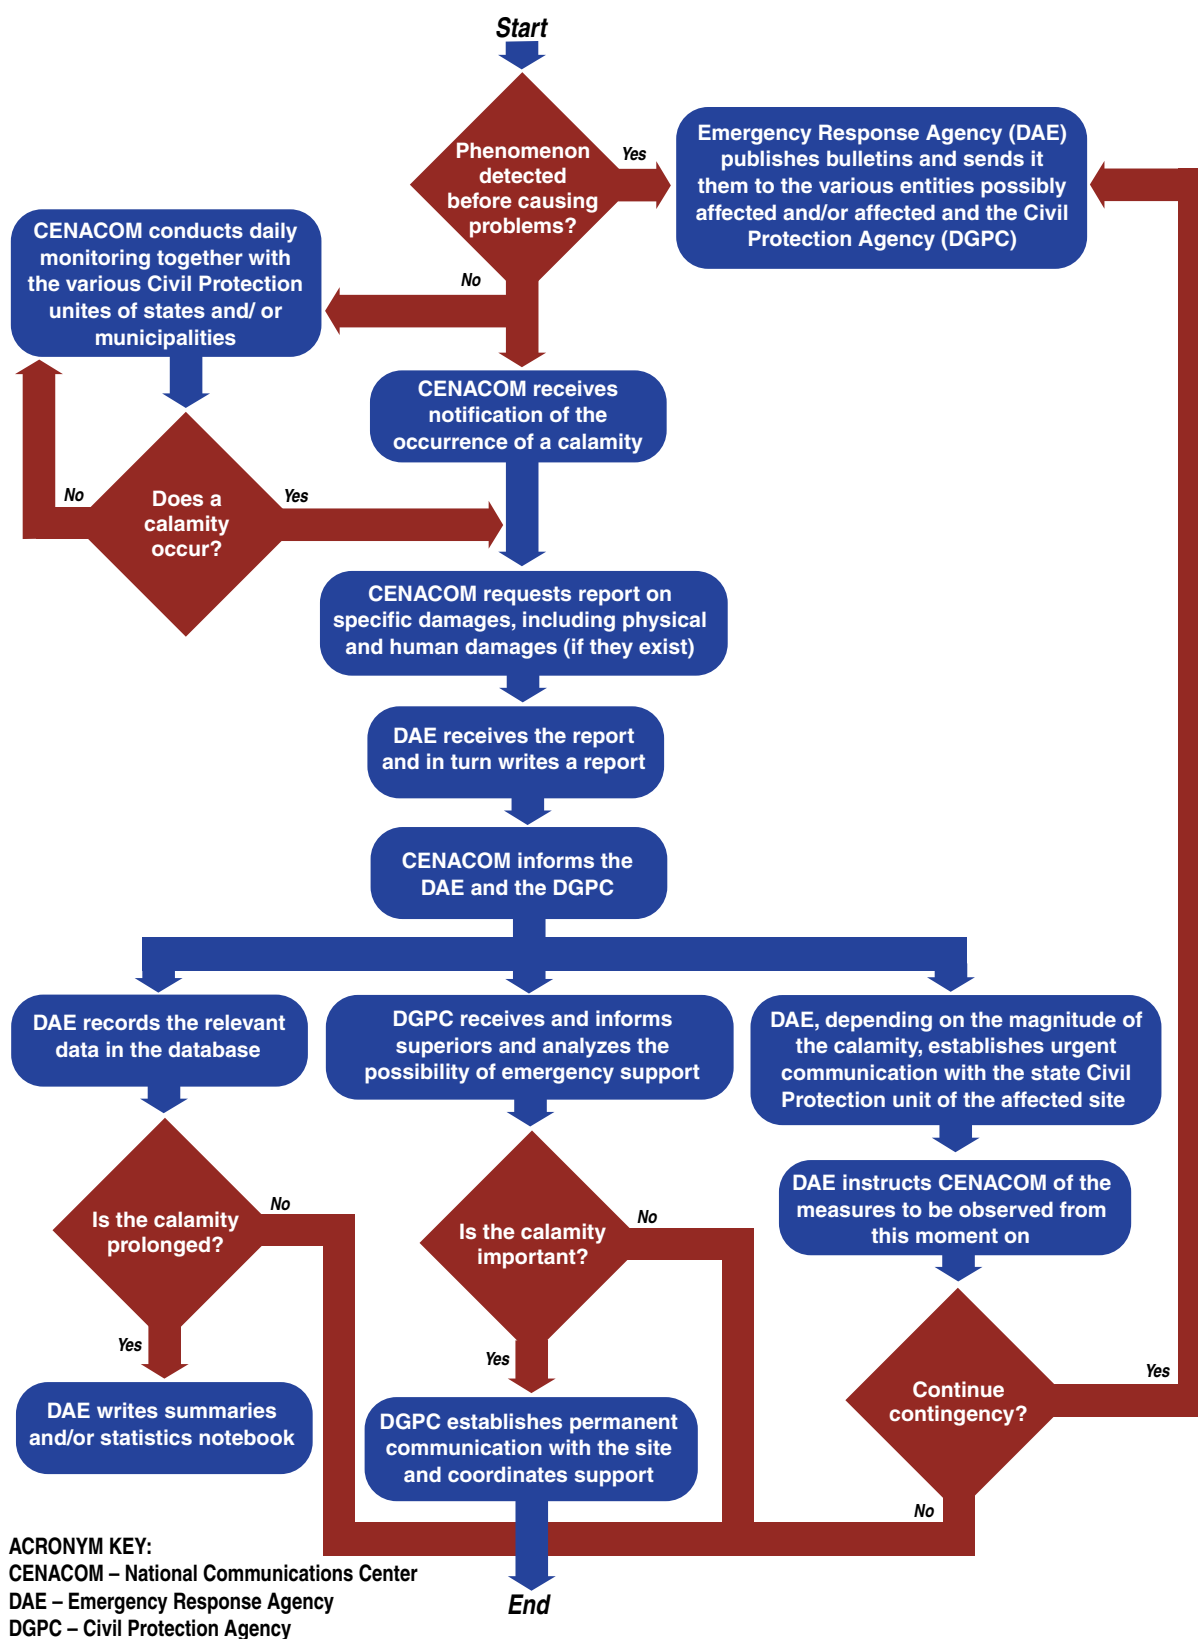 Start
Phenomenon
detected
before causing
problems?
Yes
No
Emergency Response Agency (DAE)
publishes bulletins and sends it
them to the various entities possibly
affected and/or affected and the Civil
Protection Agency (DGPC)
CENACOM conducts daily
monitoring together with
the various Civil Protection
unites of states and/ or
municipalities
CENACOM receives
notification of the
occurrence of a calamity
No
Does a
calamity
occur?
Yes
CENACOM requests report on
specific damages, including physical
and human damages (if they exist)
DAE receives the report
and in turn writes a report
CENACOM informs the
DAE and the DGPC
DAE records the relevant
data in the database
DGPC receives and informs
superiors and analyzes the
possibility of emergency support
DAE, depending on the magnitude of
the calamity, establishes urgent
communication with the state Civil
Protection unit of the affected site
DAE instructs CENACOM of the
measures to be observed from
this moment on
Is the calamity
prolonged?
No
Yes
Is the calamity
important?
No
Yes
Continue
contingency?
Yes
No
DAE writes summaries
and/or statistics notebook
DGPC establishes permanent
communication with the site
and coordinates support
End
ACRONYM KEY:
CENACOM – National Communications Center
DAE – Emergency Response Agency
DGPC – Civil Protection Agency